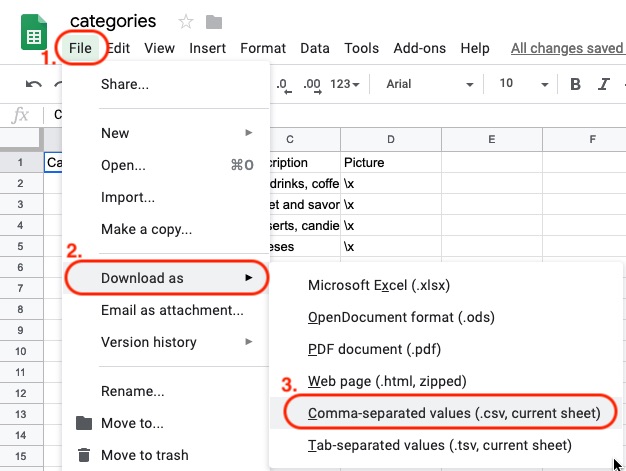 categories
1. File Edit View Insert Format Data Tools Add-ons Help All changes saved
.0 .00 123 Arial 10 B I
fx C
C D E F
1 Ca cription Picture
2 drinks, coffe \x
3 et and savor \x
4 serts, candie \x
5 eses \x
6
7
8
9
10
11
12
13
14
15
Share...
New
Open... ⌘O
Import...
Make a copy...
2.
Download as
Email as attachment...
Version history
Rename...
Move to...
Move to trash
Microsoft Excel (.xlsx)
OpenDocument format (.ods)
PDF document (.pdf)
Web page (.html, zipped)
3.
Comma-separated values (.csv, current sheet)
Tab-separated values (.tsv, current sheet)